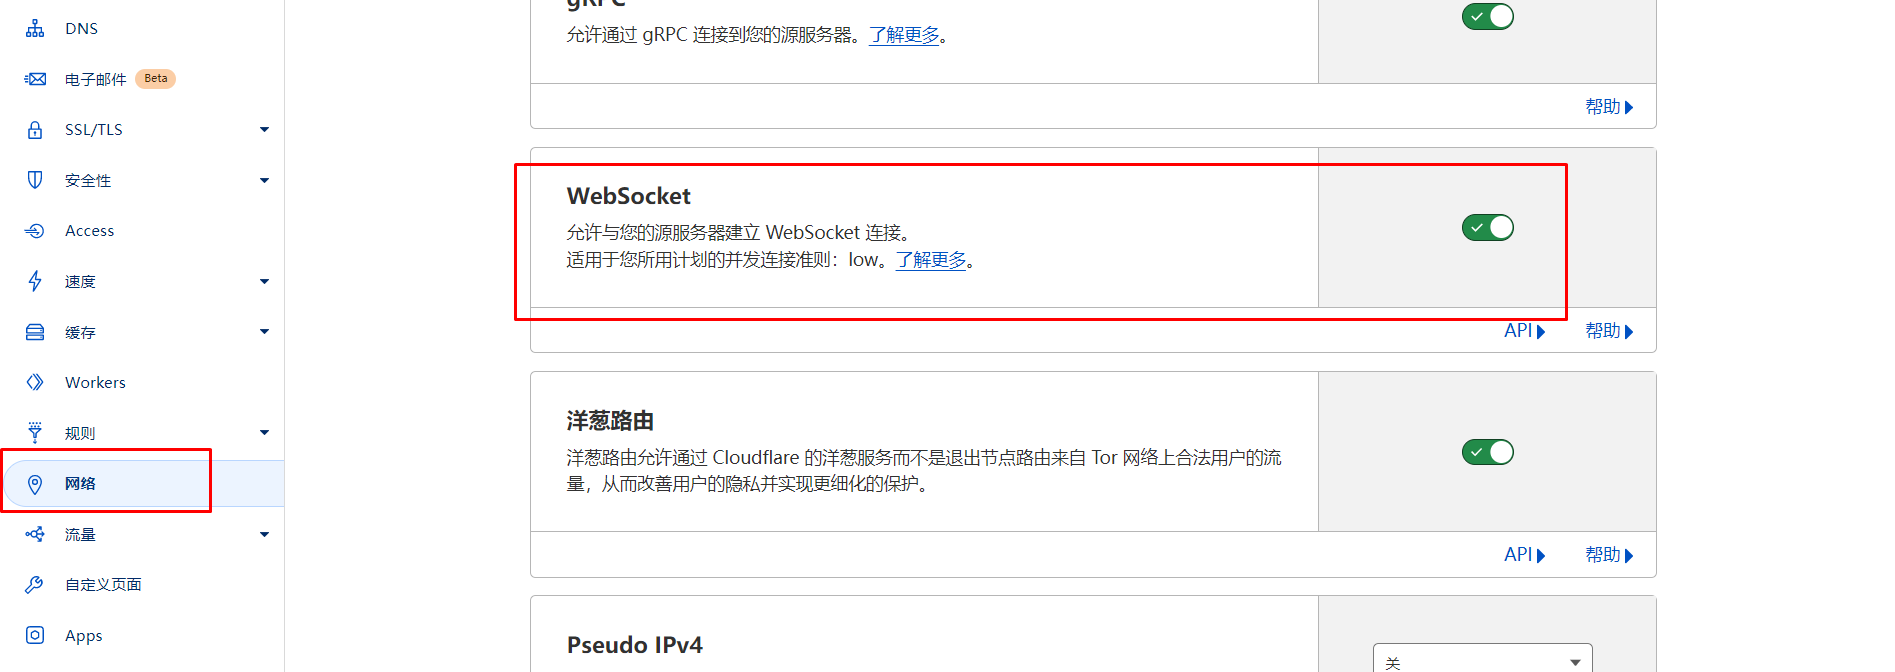 DNS
电子邮件 Beta
SSL/TLS
安全性
Access
速度
缓存
Workers
规则
网络
流量
自定义页面
Apps
gRPC
允许通过 gRPC 连接到您的源服务器。了解更多。
帮助
WebSocket
允许与您的源服务器建立 WebSocket 连接。
适用于您所用计划的并发连接准则：low。了解更多。
API 帮助
洋葱路由
洋葱路由允许通过 Cloudflare 的洋葱服务而不是退出节点路由来自 Tor 网络上合法用户的流
量，从而改善用户的隐私并实现更细化的保护。
API 帮助
Pseudo IPv4
关